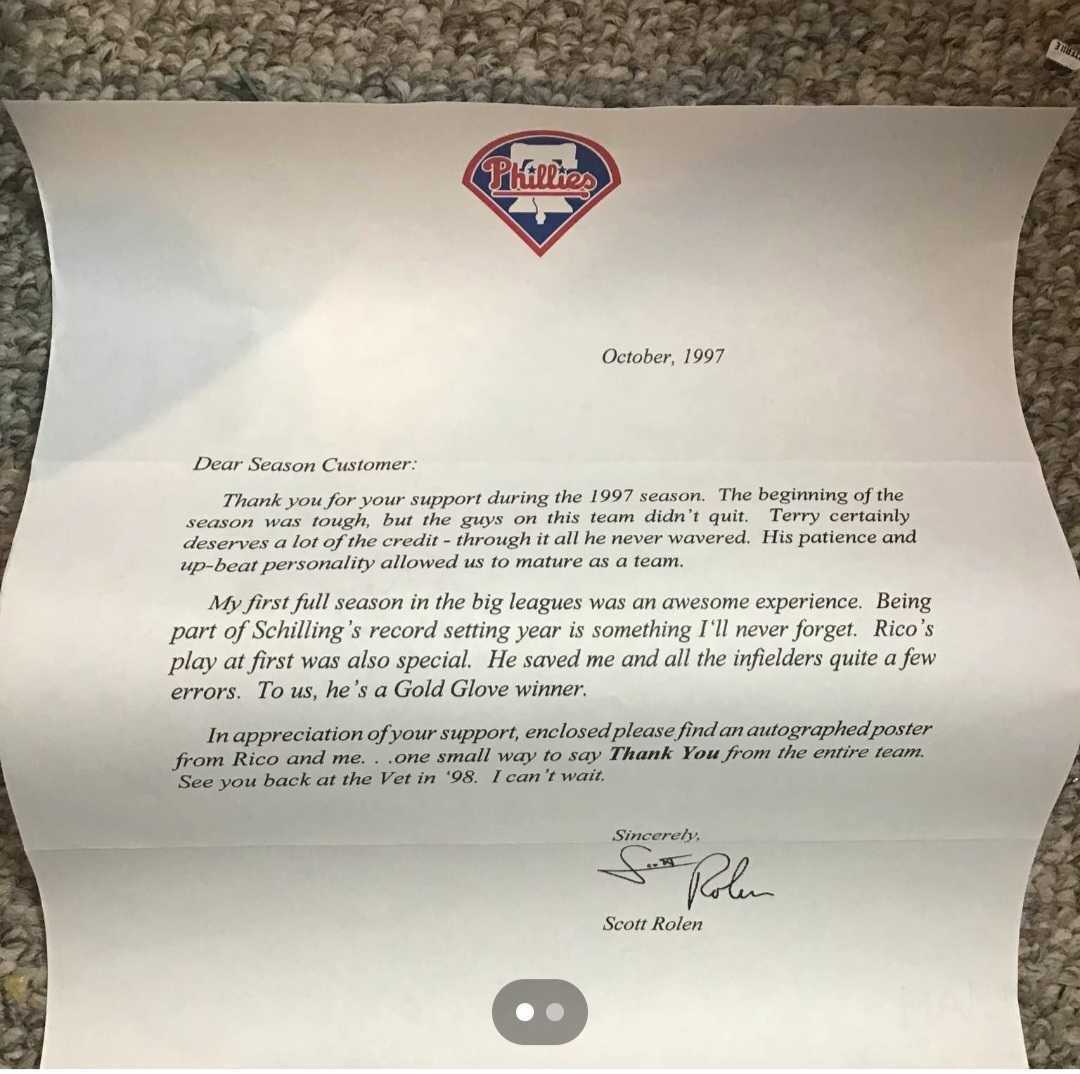 Phillies
October, 1997
Dear Season Customer:
Thank you for your support during the 1997 season. The beginning of the
season was tough, but the guys on this team didn't quit. Terry certainly
deserves a lot of the credit - through it all he never wavered. His patience and
up-beat personality allowed us to mature as a team.
My first full season in the big leagues was an awesome experience. Being
part of Schilling's record setting year is something I'll never forget. Rico's
play at first was also special. He saved me and all the infielders quite a few
errors. To us, he's a Gold Glove winner.
In appreciation of your support, enclosed please find an autographed poster
from Rico and me. . .one small way to say Thank You from the entire team.
See you back at the Vet in '98. I can't wait.
Sincerely,
Scott Rolen
Scott Rolen